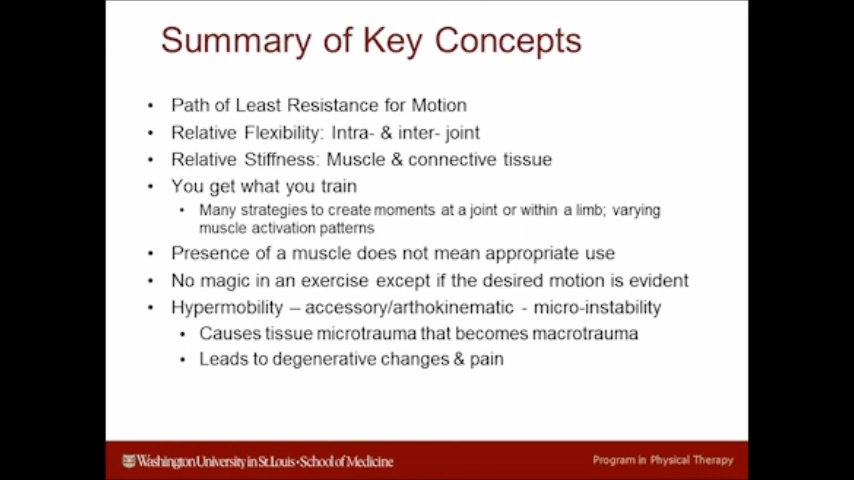 Summary of Key Concepts
• Path of Least Resistance for Motion
• Relative Flexibility: Intra- & inter- joint
• Relative Stiffness: Muscle & connective tissue
• You get what you train
• Many strategies to create moments at a joint or within a limb; varying
muscle activation patterns
• Presence of a muscle does not mean appropriate use
• No magic in an exercise except if the desired motion is evident
• Hypermobility – accessory/arthokinematic - micro-instability
• Causes tissue microtrauma that becomes macrotrauma
• Leads to degenerative changes & pain
Washington University in St. Louis • School of Medicine
Program in Physical Therapy